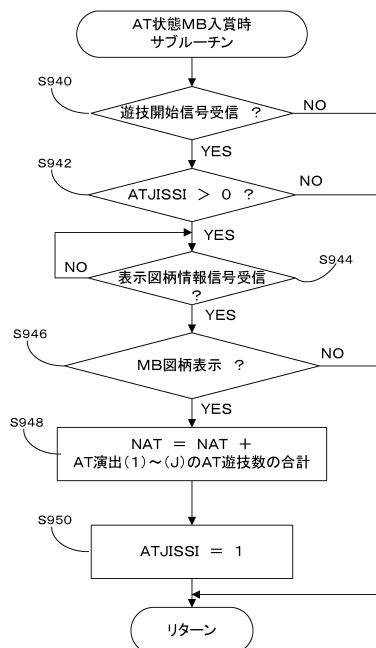 AT状態MB入賞時
サブルーチン
S940
遊技開始信号受信　？
NO
YES
S942
ATJISSI　＞　0　？
NO
YES
NO
表示図柄情報信号受信
？
S944
YES
S946
MB図柄表示　？
NO
YES
S948
NAT　＝　NAT　＋
AT演出(1)～(J)のAT遊技数の合計
S950
ATJISSI　＝　1
リターン